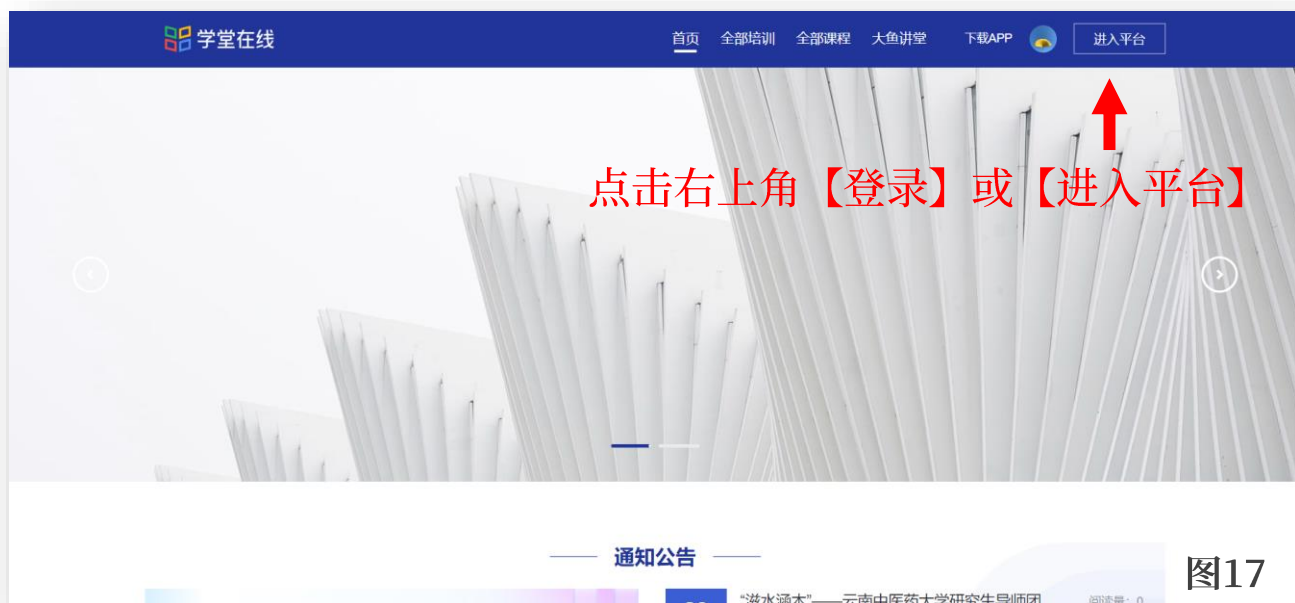 学堂在线
首页 全部培训 全部课程 大鱼讲堂 下载APP 进入平台
点击右上角【登录】或【进入平台】
通知公告
图17
"滋水涵木"——云南中医药大学研究生导师团
阅读量: 0